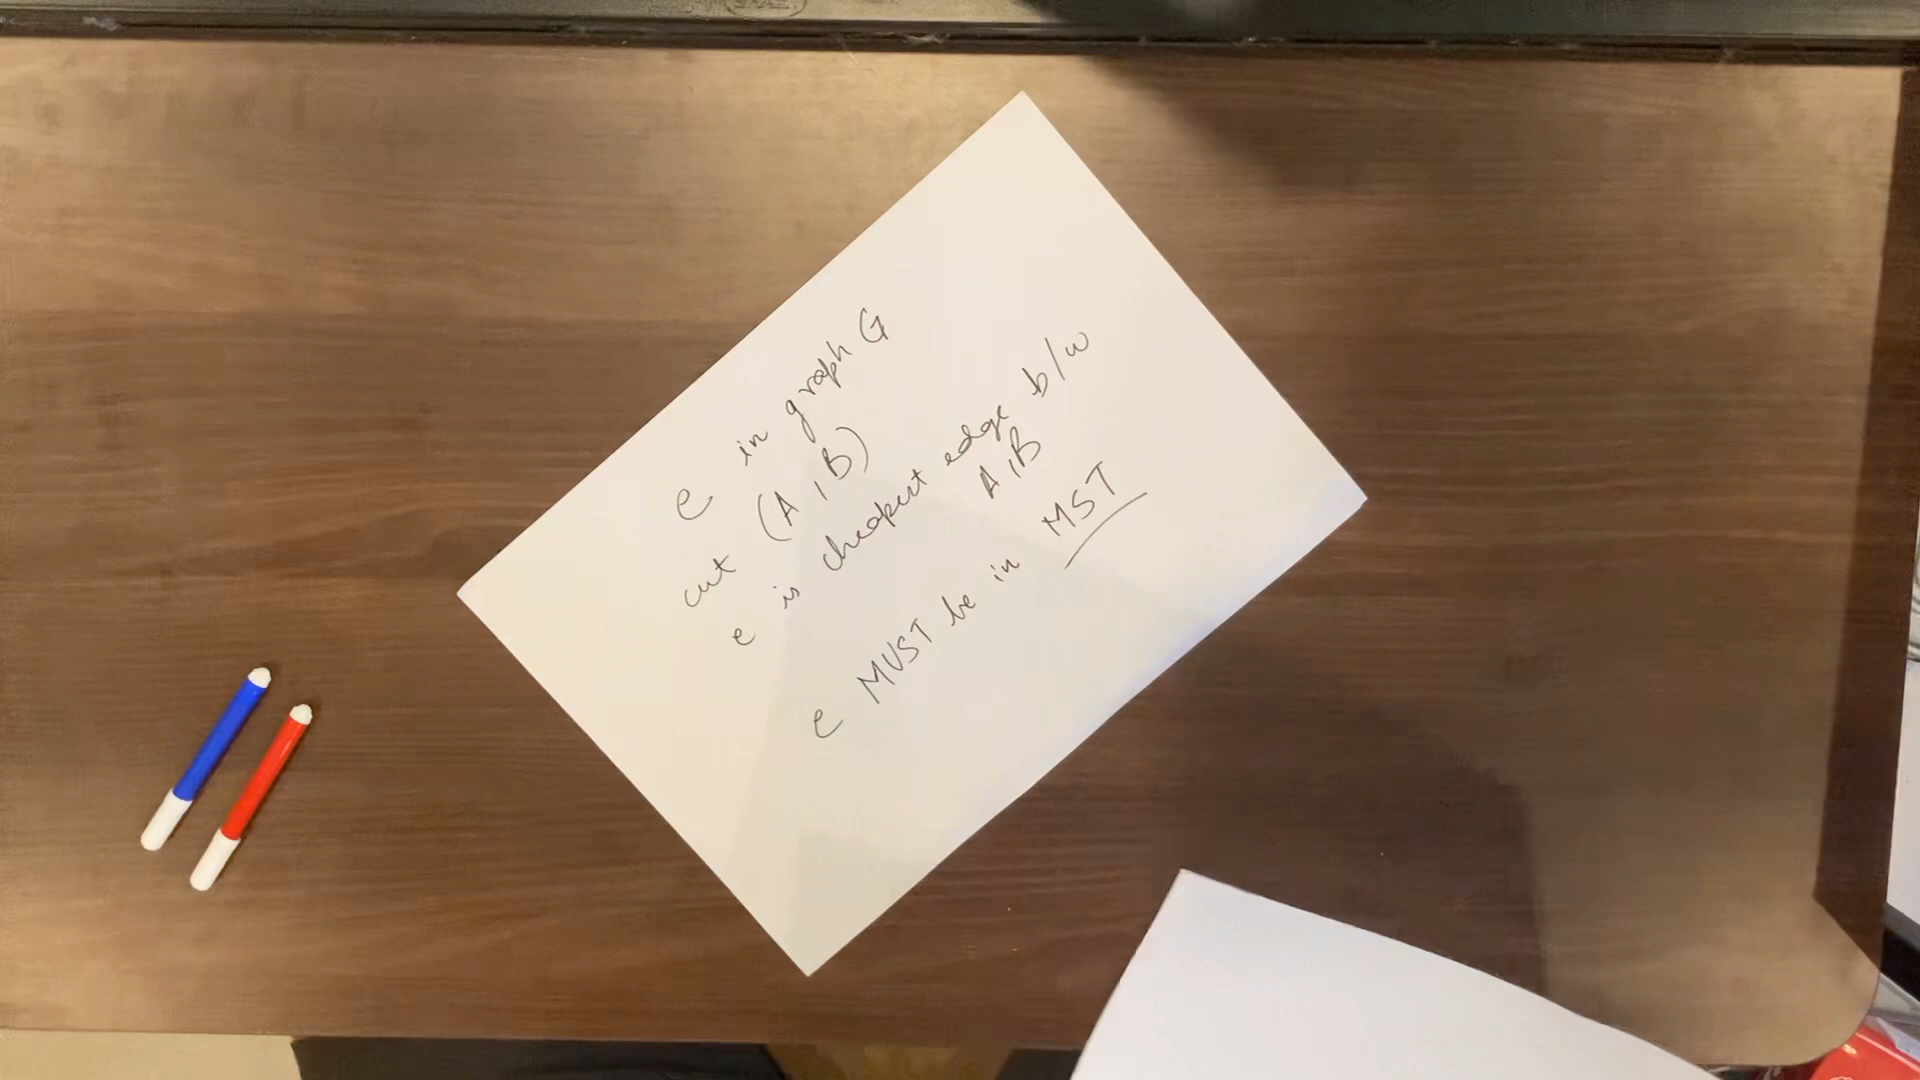 e in graph G
cut (A, B)
e is cheapest edge b/w
A, B
e MUST be in MST